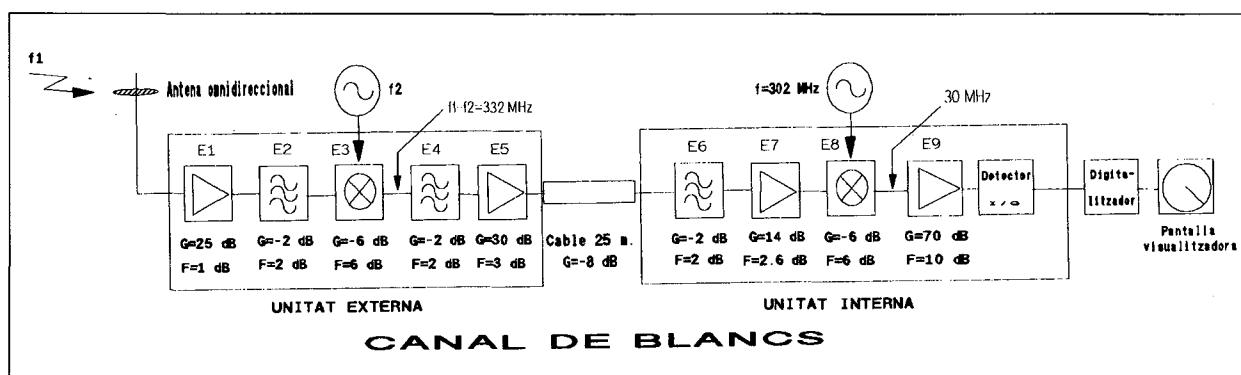 f1
Antena omnidireccional
f2
f1-f2=332 MHz
f=302 MHz
30 MHz
E1
E2
E3
E4
E5
E6
E7
E8
E9
Detector
Digita-
litzador
G=25 dB
F=1 dB
G=-2 dB
F=2 dB
G=-6 dB
F=6 dB
G=-2 dB
F=2 dB
G=30 dB
F=3 dB
Cable 25 m.
G=-8 dB
G=-2 dB
F=2 dB
G=14 dB
F=2.6 dB
G=-6 dB
F=6 dB
G=70 dB
F=10 dB
Pantalla
visualitzadora
UNITAT EXTERNA
UNITAT INTERNA
CANAL DE BLANCS